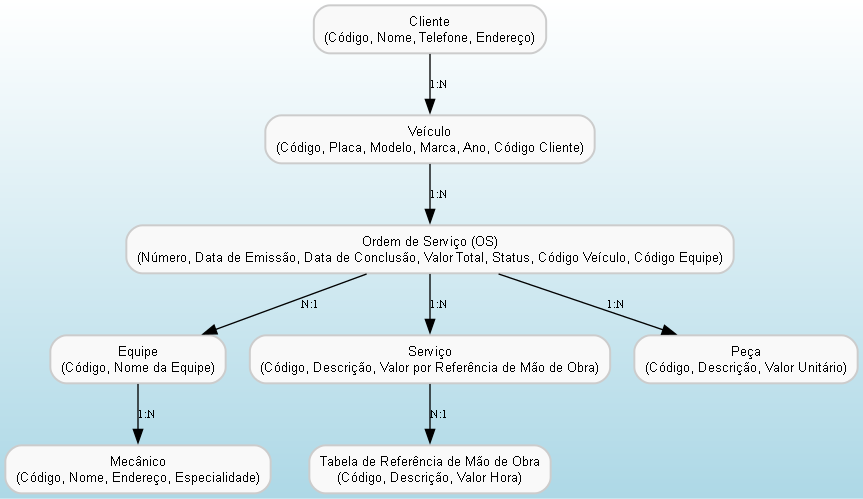 Cliente
(Código, Nome, Telefone, Endereço)
1:N
Veículo
(Código, Placa, Modelo, Marca, Ano, Código Cliente)
1:N
Ordem de Serviço (OS)
(Número, Data de Emissão, Data de Conclusão, Valor Total, Status, Código Veículo, Código Equipe)
N:1
1:N
1:N
Equipe
(Código, Nome da Equipe)
Serviço
(Código, Descrição, Valor por Referência de Mão de Obra)
Peça
(Código, Descrição, Valor Unitário)
1:N
N:1
Mecânico
(Código, Nome, Endereço, Especialidade)
Tabela de Referência de Mão de Obra
(Código, Descrição, Valor Hora)